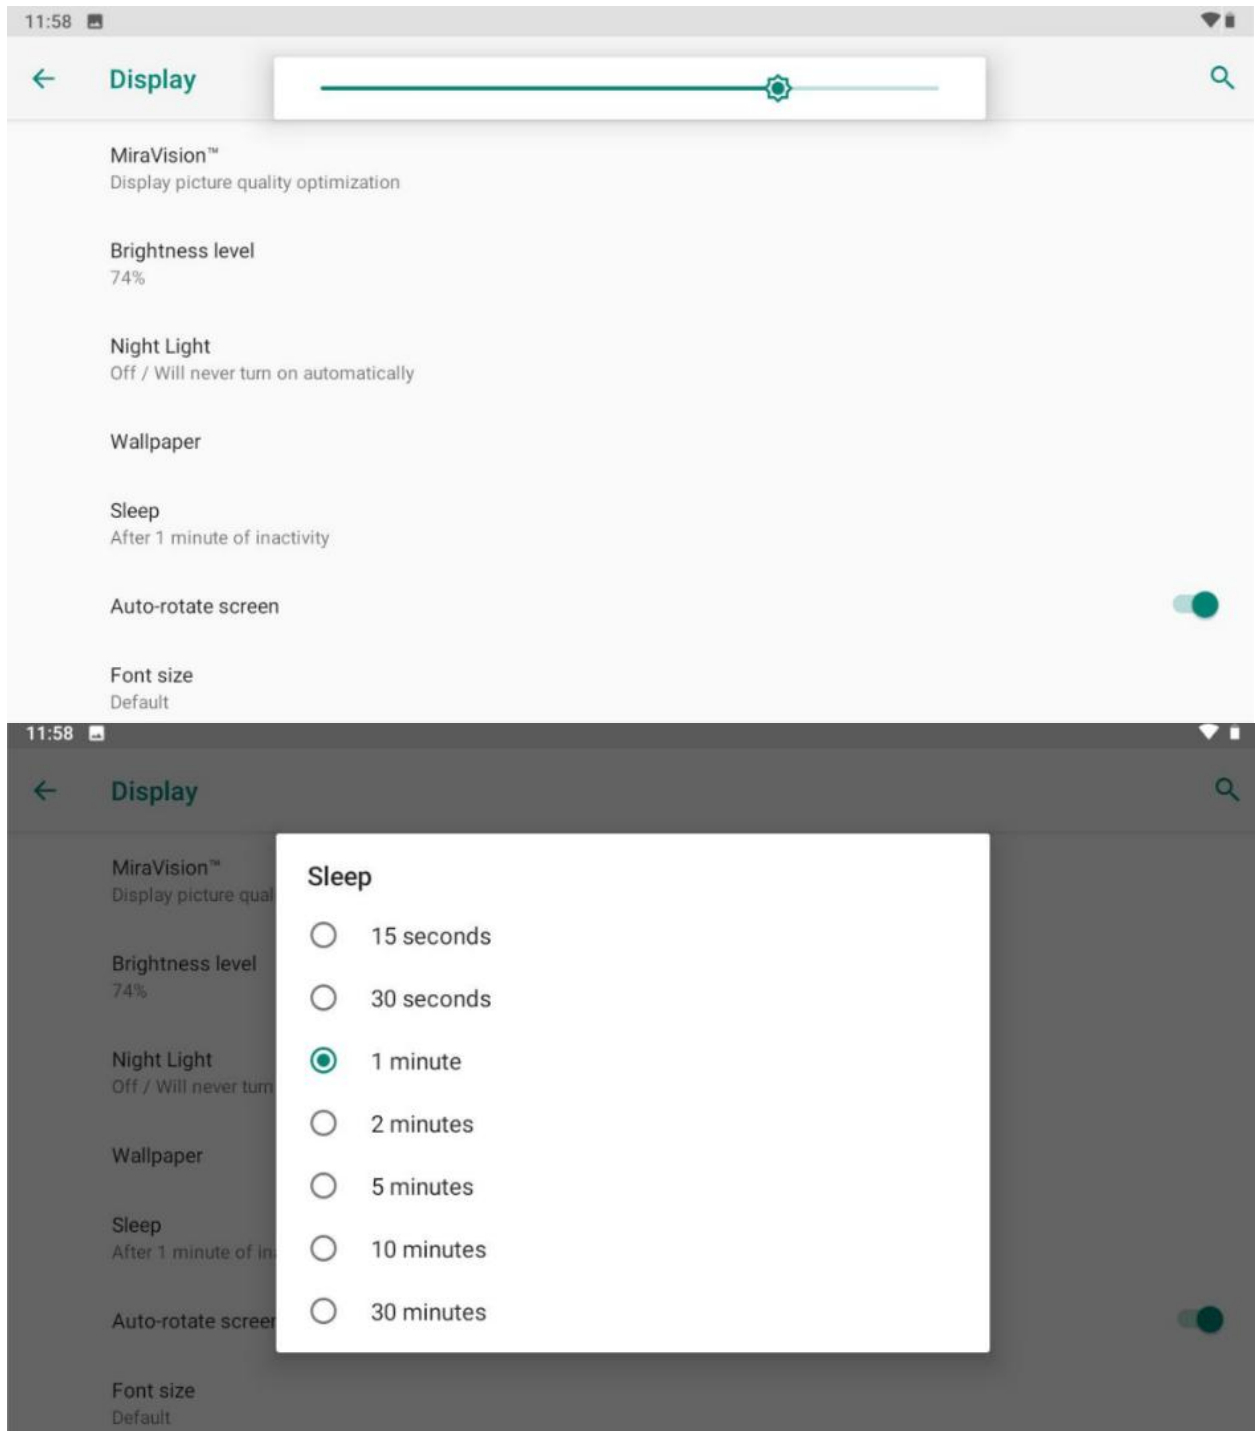 11:58
Display
MiraVision™
Display picture quality optimization
Brightness level
74%
Night Light
Off / Will never turn on automatically
Wallpaper
Sleep
After 1 minute of inactivity
Auto-rotate screen
Font size
Default
11:58
Display
MiraVision™
Display picture qual
Brightness level
74%
Night Light
Off / Will never turn
Wallpaper
Sleep
After 1 minute of in
Auto-rotate screen
Font size
Default
Sleep
15 seconds
30 seconds
1 minute
2 minutes
5 minutes
10 minutes
30 minutes